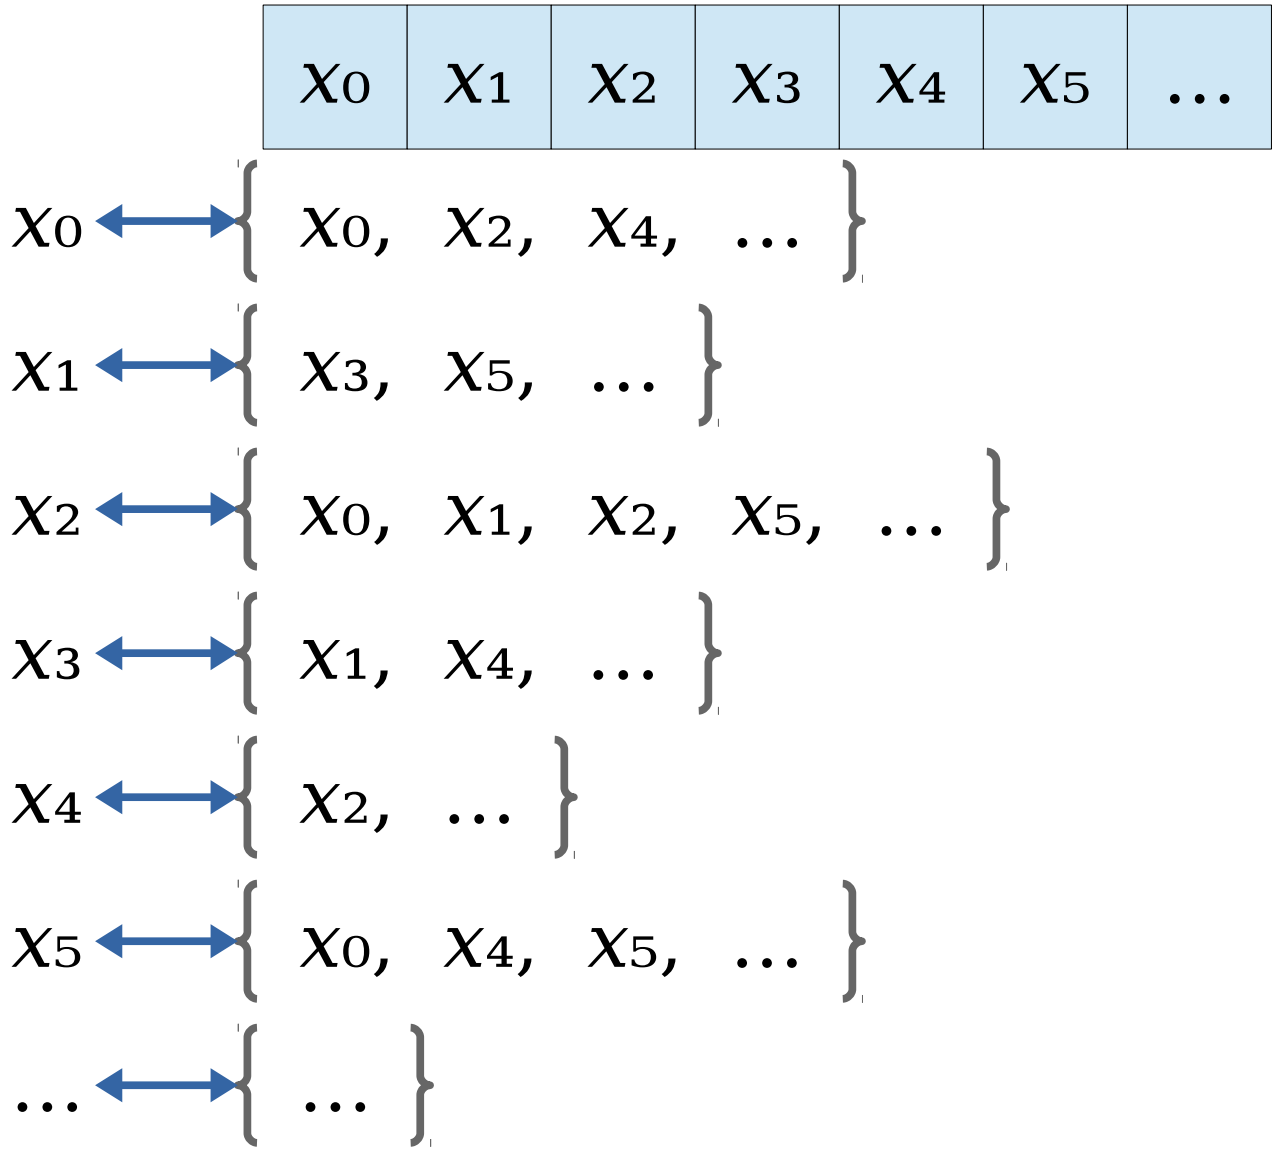 x₀ x₁ x₂ x₃ x₄ x₅ ...
x₀ { x₀, x₂, x₄, ... }
x₁ { x₃, x₅, ... }
x₂ { x₀, x₁, x₂, x₅, ... }
x₃ { x₁, x₄, ... }
x₄ { x₂, ... }
x₅ { x₀, x₄, x₅, ... }
... { ... }